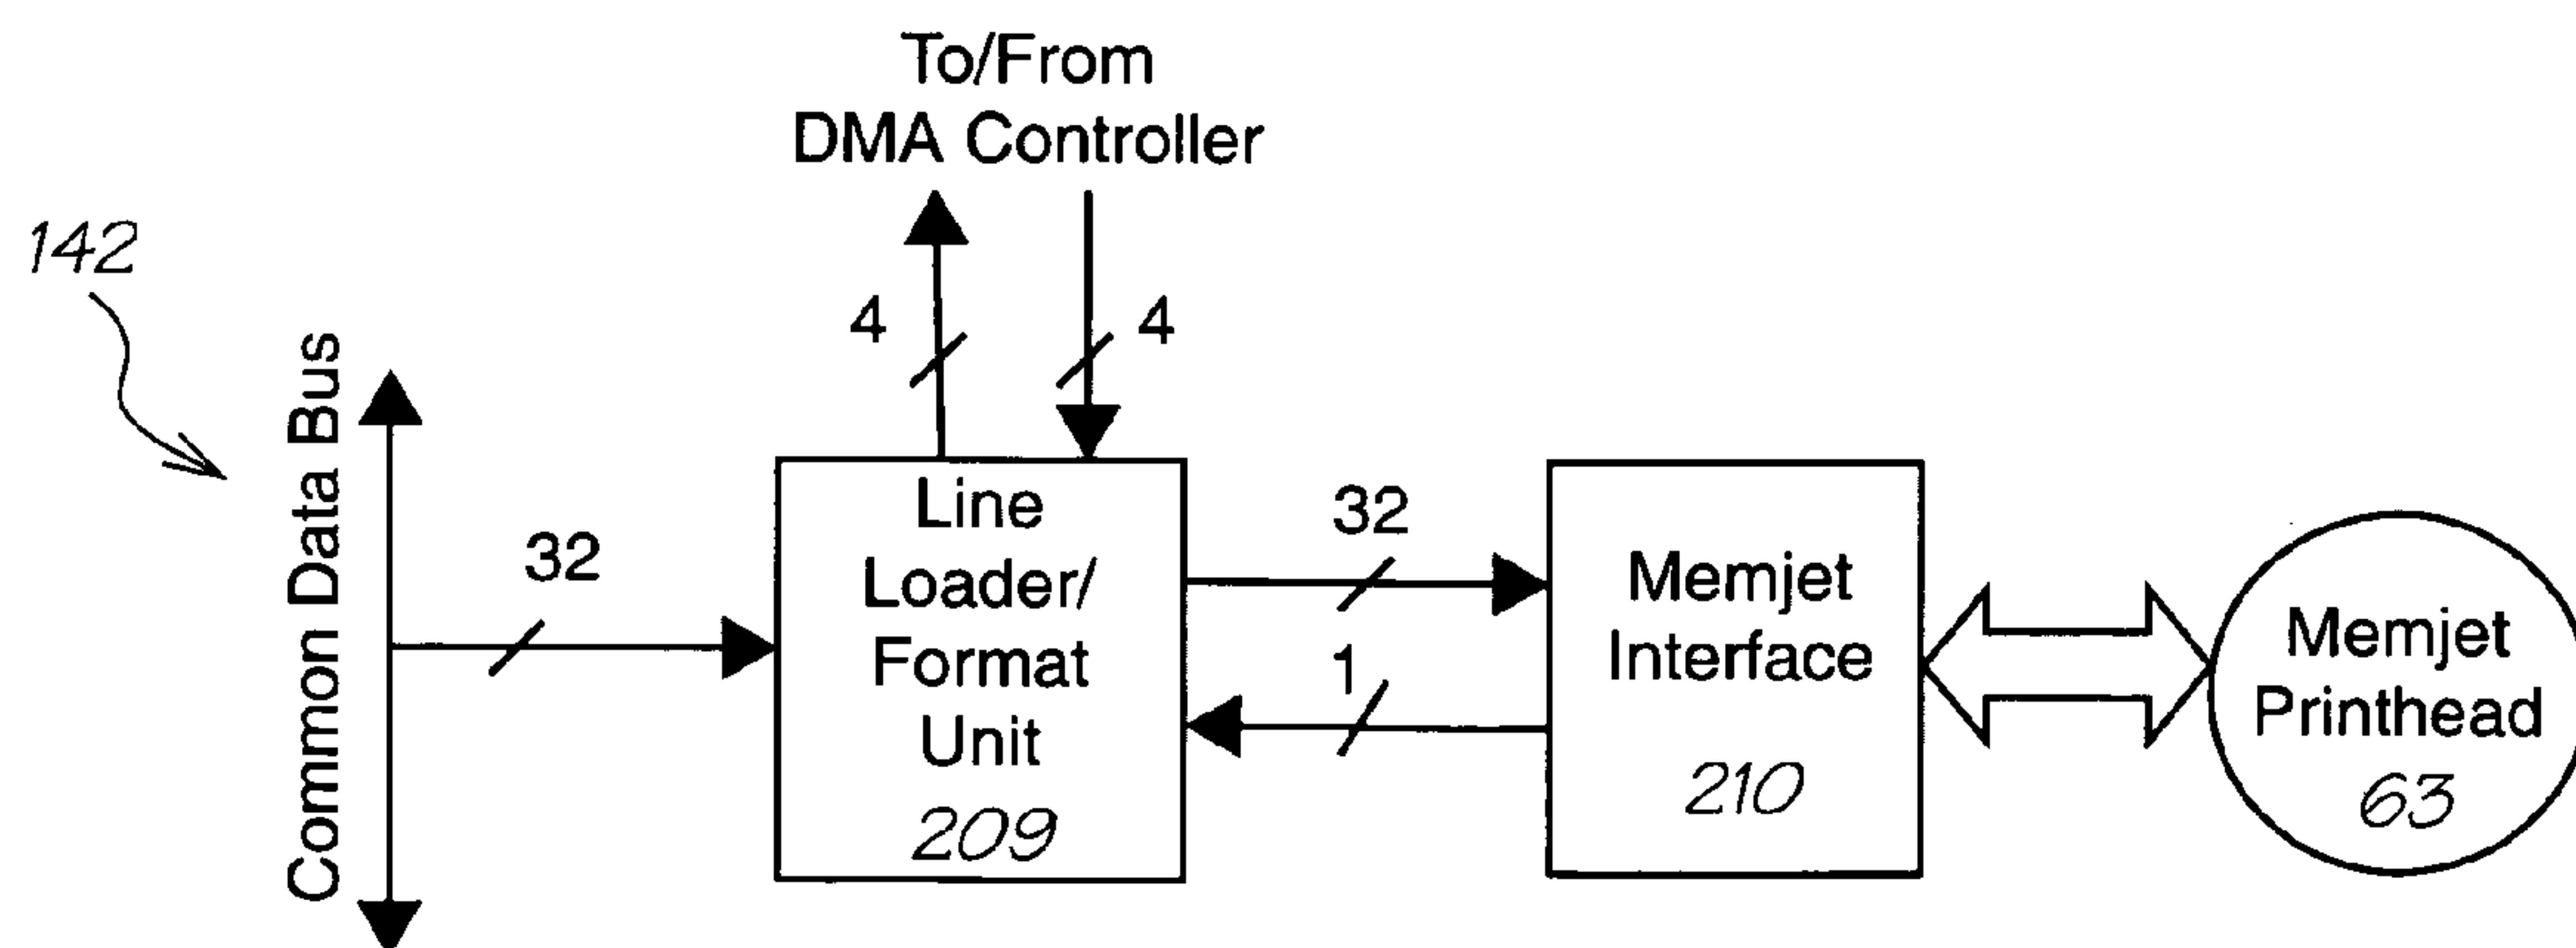 To/From
DMA Controller
142
4
4
Common Data Bus
32
Line
Loader/
Format
Unit
209
32
1
Memjet
Interface
210
Memjet
Printhead
63